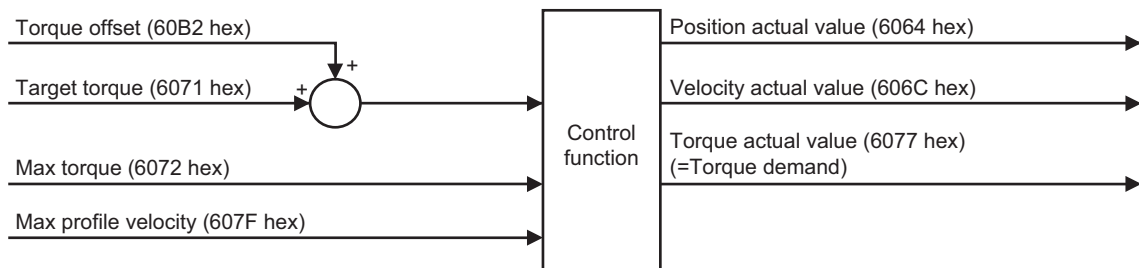 Torque offset (60B2 hex)
+
Target torque (6071 hex)
+
Max torque (6072 hex)
Max profile velocity (607F hex)
Control
function
Position actual value (6064 hex)
Velocity actual value (606C hex)
Torque actual value (6077 hex)
(=Torque demand)